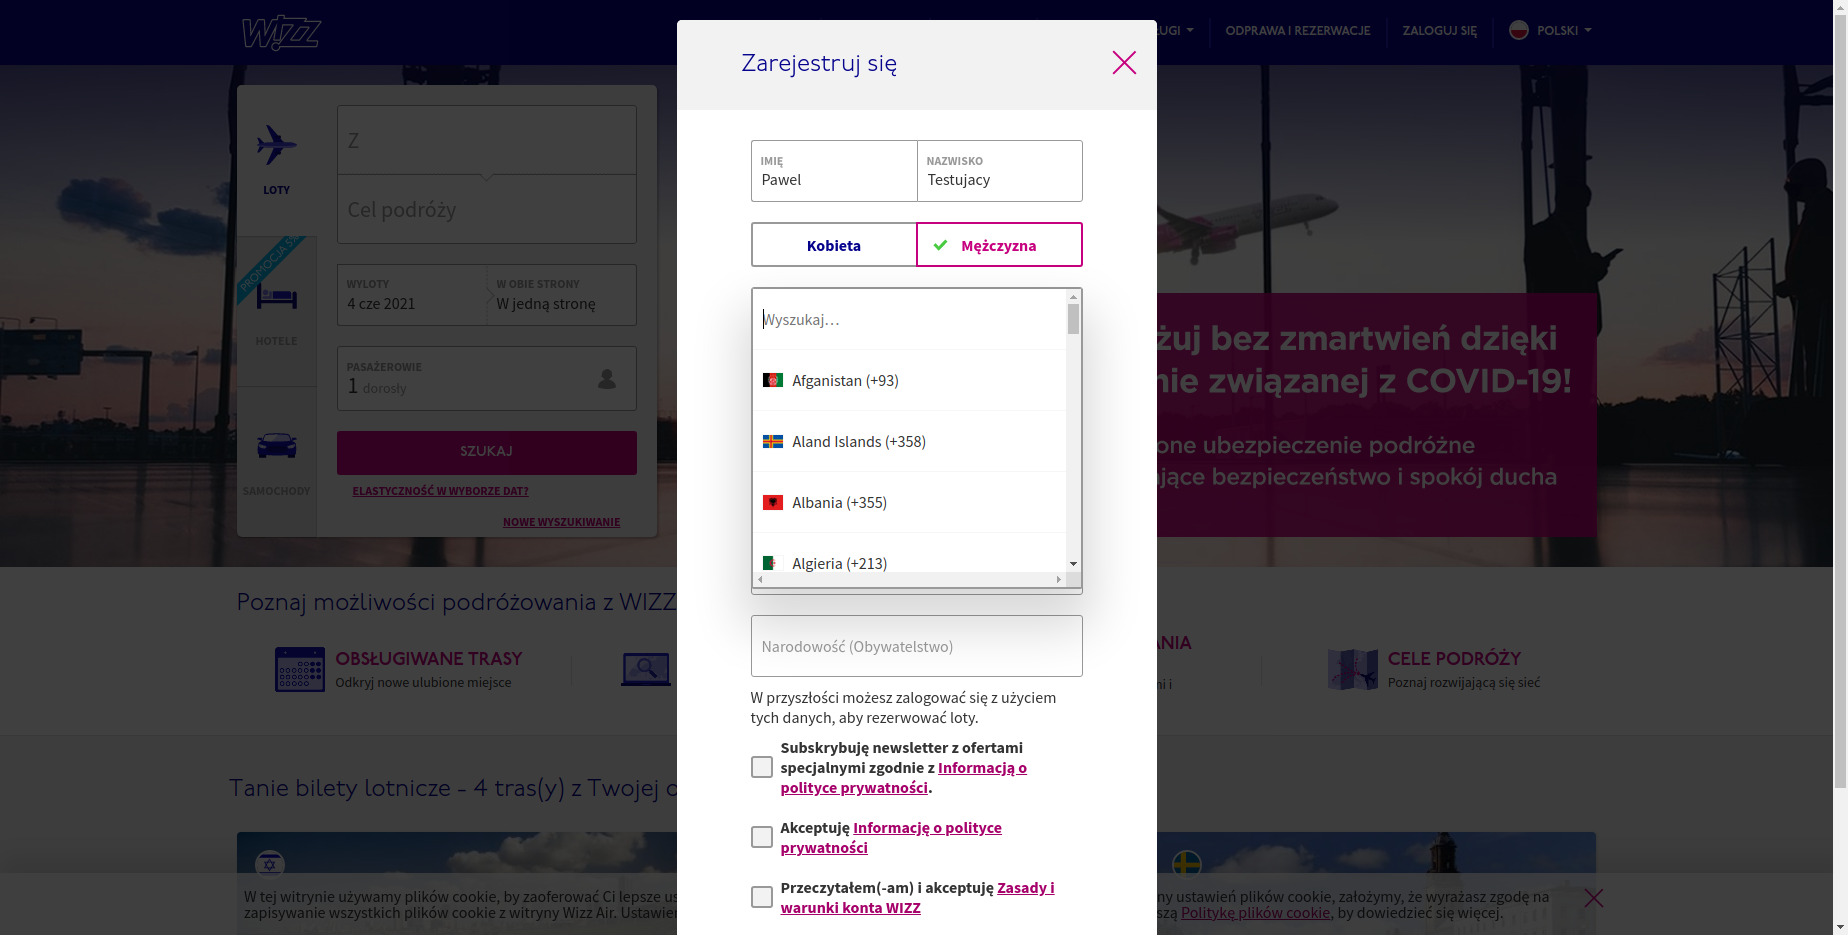 WIZZ
ŁUGI
ODPRAWA I REZERWACJE
ZALOGUJ SIĘ
POLSKI
Zarejestruj się
IMIĘ
Pawel
NAZWISKO
Testujacy
Kobieta
Mężczyzna
Wyszukaj...
Afganistan (+93)
Aland Islands (+358)
Albania (+355)
Algieria (+213)
Narodowość (Obywatelstwo)
W przyszłości możesz zalogować się z użyciem
tych danych, aby rezerwować loty.
Subskrybuję newsletter z ofertami
specjalnymi zgodnie z Informacją o
polityce prywatności.
Akceptuję Informację o polityce
prywatności
Przeczytałem(-am) i akceptuję Zasady i
warunki konta WIZZ
LOTY
PROMOCJA
HOTELE
SAMOCHODY
Z
Cel podróży
WYLOTY
4 cze 2021
W OBIE STRONY
W jedną stronę
PASAŻEROWIE
1 dorosły
SZUKAJ
ELASTYCZNOŚĆ W WYBORZE DAT?
NOWE WYSZUKIWANIE
żuj bez zmartwień dzięki
nie związanej z COVID-19!
one ubezpieczenie podróżne
ające bezpieczeństwo i spokój ducha
Poznaj możliwości podróżowania z WIZZ
OBSŁUGIWANE TRASY
Odkryj nowe ulubione miejsce
ANIA
ni i
CELE PODRÓŻY
Poznaj rozwijającą się sieć
Tanie bilety lotnicze - 4 tras(y) z Twojej
W tej witrynie używamy plików cookie, by zaoferować Ci lepsze us
zapisywanie wszystkich plików cookie z witryny Wizz Air. Ustawien
ny ustawień plików cookie, założymy, że wyrażasz zgodę na
szą Politykę plików cookie, by dowiedzieć się więcej.